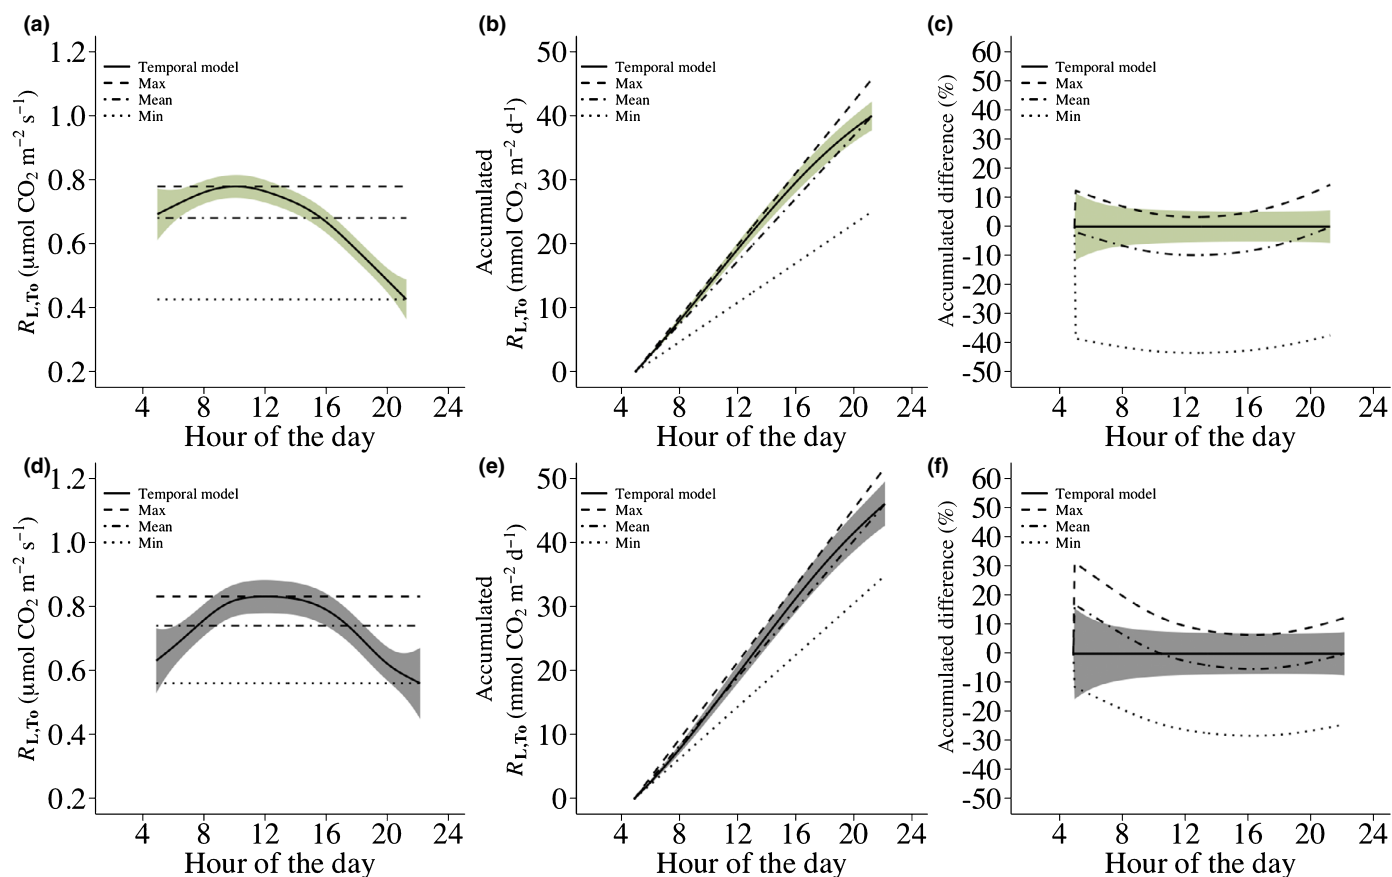 (a)
1.2
1.0
0.8
0.6
0.4
0.2
R L,To (µmol CO2 m−2 s−1)
Temporal model
Max
Mean
Min
4 8 12 16 20 24
Hour of the day
(b)
50
40
30
20
10
0
Accumulated
R L,To (mmol CO2 m−2 d−1)
Temporal model
Max
Mean
Min
4 8 12 16 20 24
Hour of the day
(c)
60
50
40
30
20
10
0
-10
-20
-30
-40
-50
Accumulated difference (%)
Temporal model
Max
Mean
Min
4 8 12 16 20 24
Hour of the day
(d)
1.2
1.0
0.8
0.6
0.4
0.2
R L,To (µmol CO2 m−2 s−1)
Temporal model
Max
Mean
Min
4 8 12 16 20 24
Hour of the day
(e)
50
40
30
20
10
0
Accumulated
R L,To (mmol CO2 m−2 d−1)
Temporal model
Max
Mean
Min
4 8 12 16 20 24
Hour of the day
(f)
60
50
40
30
20
10
0
-10
-20
-30
-40
-50
Accumulated difference (%)
Temporal model
Max
Mean
Min
4 8 12 16 20 24
Hour of the day